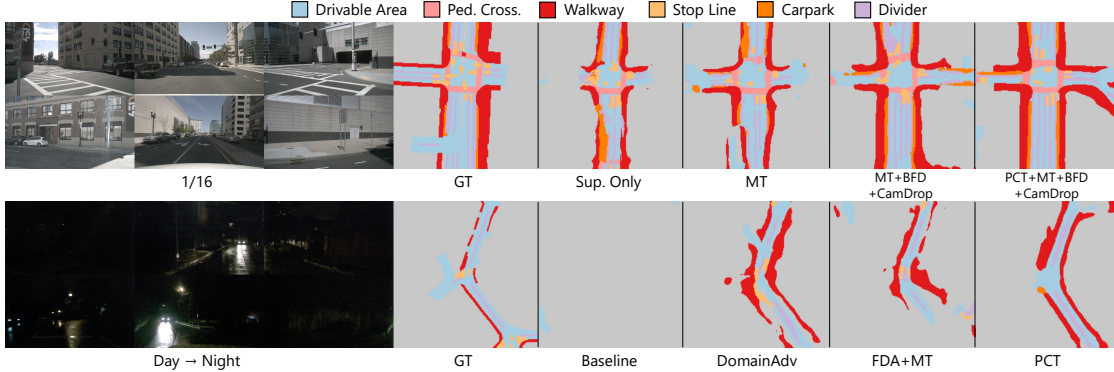 Drivable Area Ped. Cross. Walkway Stop Line Carpark Divider
1/16 GT Sup. Only MT MT+BFD +CamDrop PCT+MT+BFD +CamDrop
Day → Night GT Baseline DomainAdv FDA+MT PCT